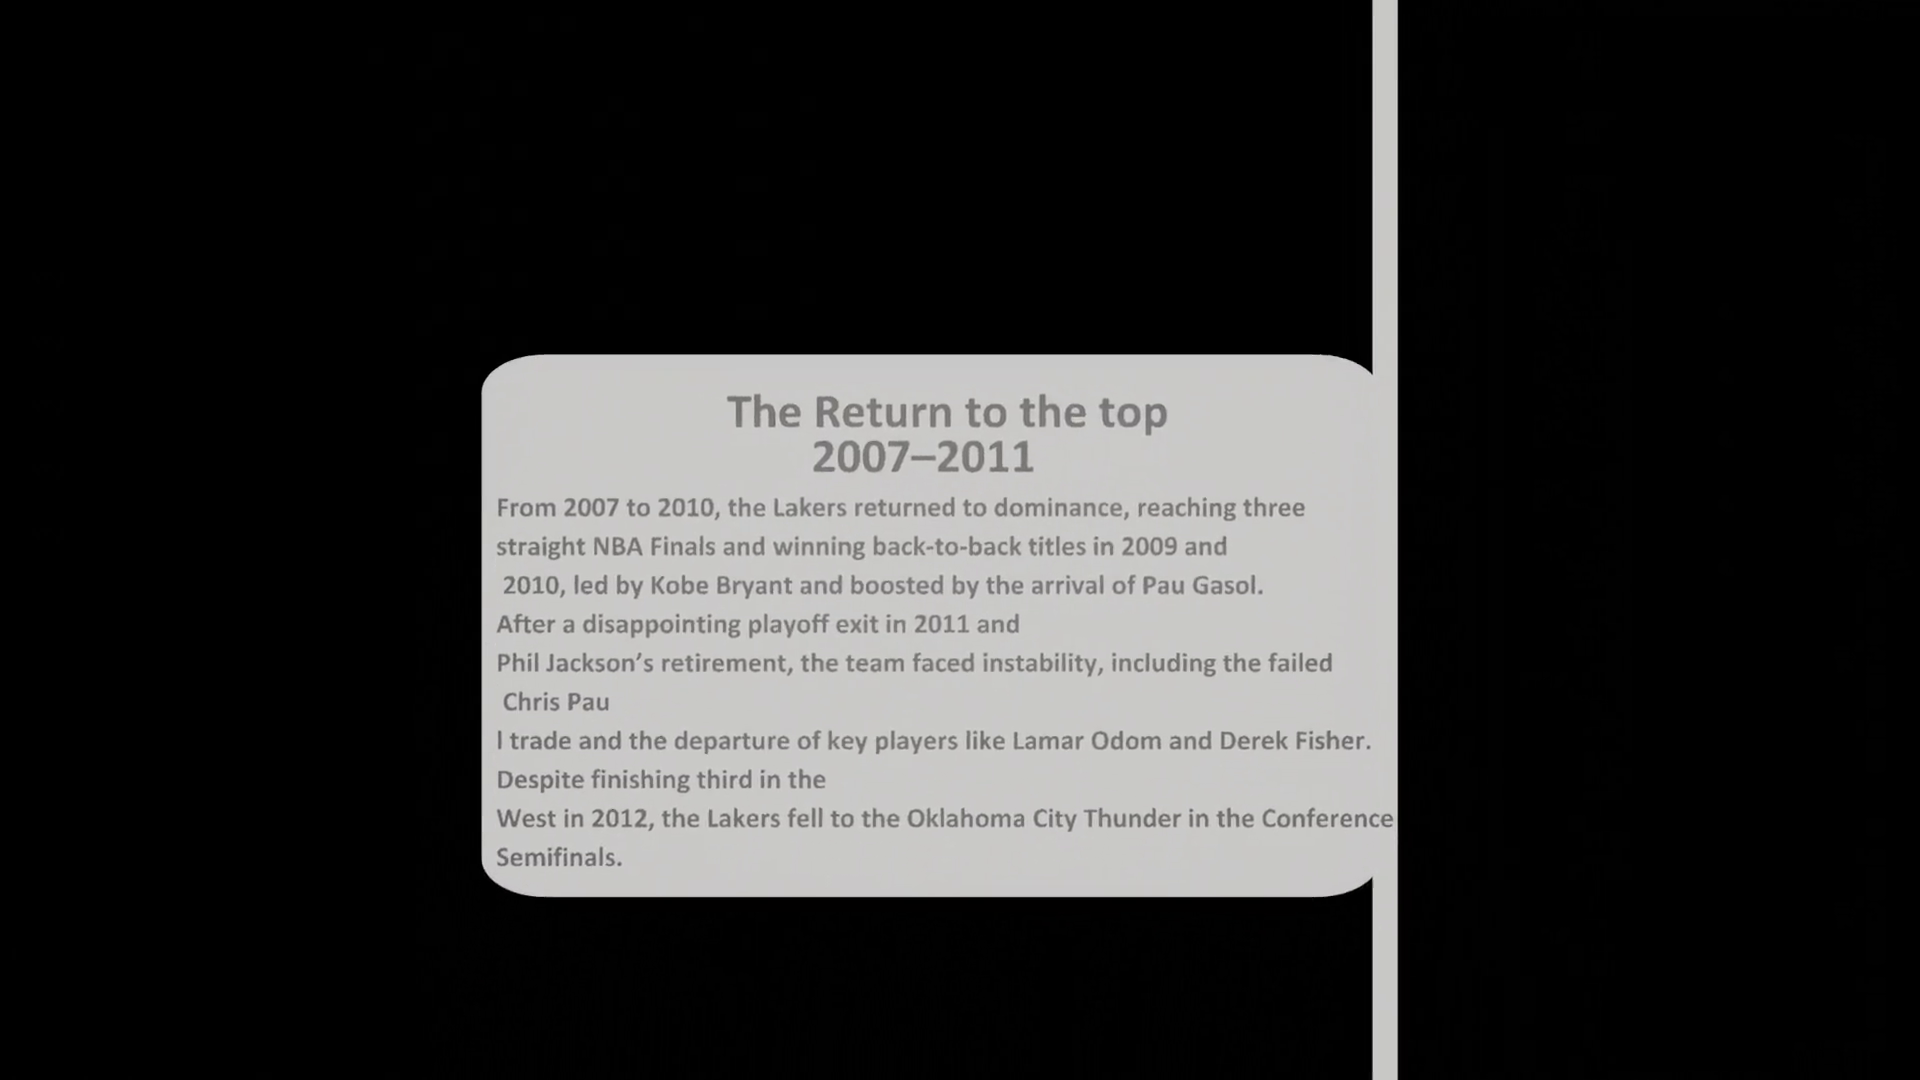 The Return to the top
2007–2011
From 2007 to 2010, the Lakers returned to dominance, reaching three
straight NBA Finals and winning back-to-back titles in 2009 and
2010, led by Kobe Bryant and boosted by the arrival of Pau Gasol.
After a disappointing playoff exit in 2011 and
Phil Jackson’s retirement, the team faced instability, including the failed
Chris Pau
l trade and the departure of key players like Lamar Odom and Derek Fisher.
Despite finishing third in the
West in 2012, the Lakers fell to the Oklahoma City Thunder in the Conference
Semifinals.